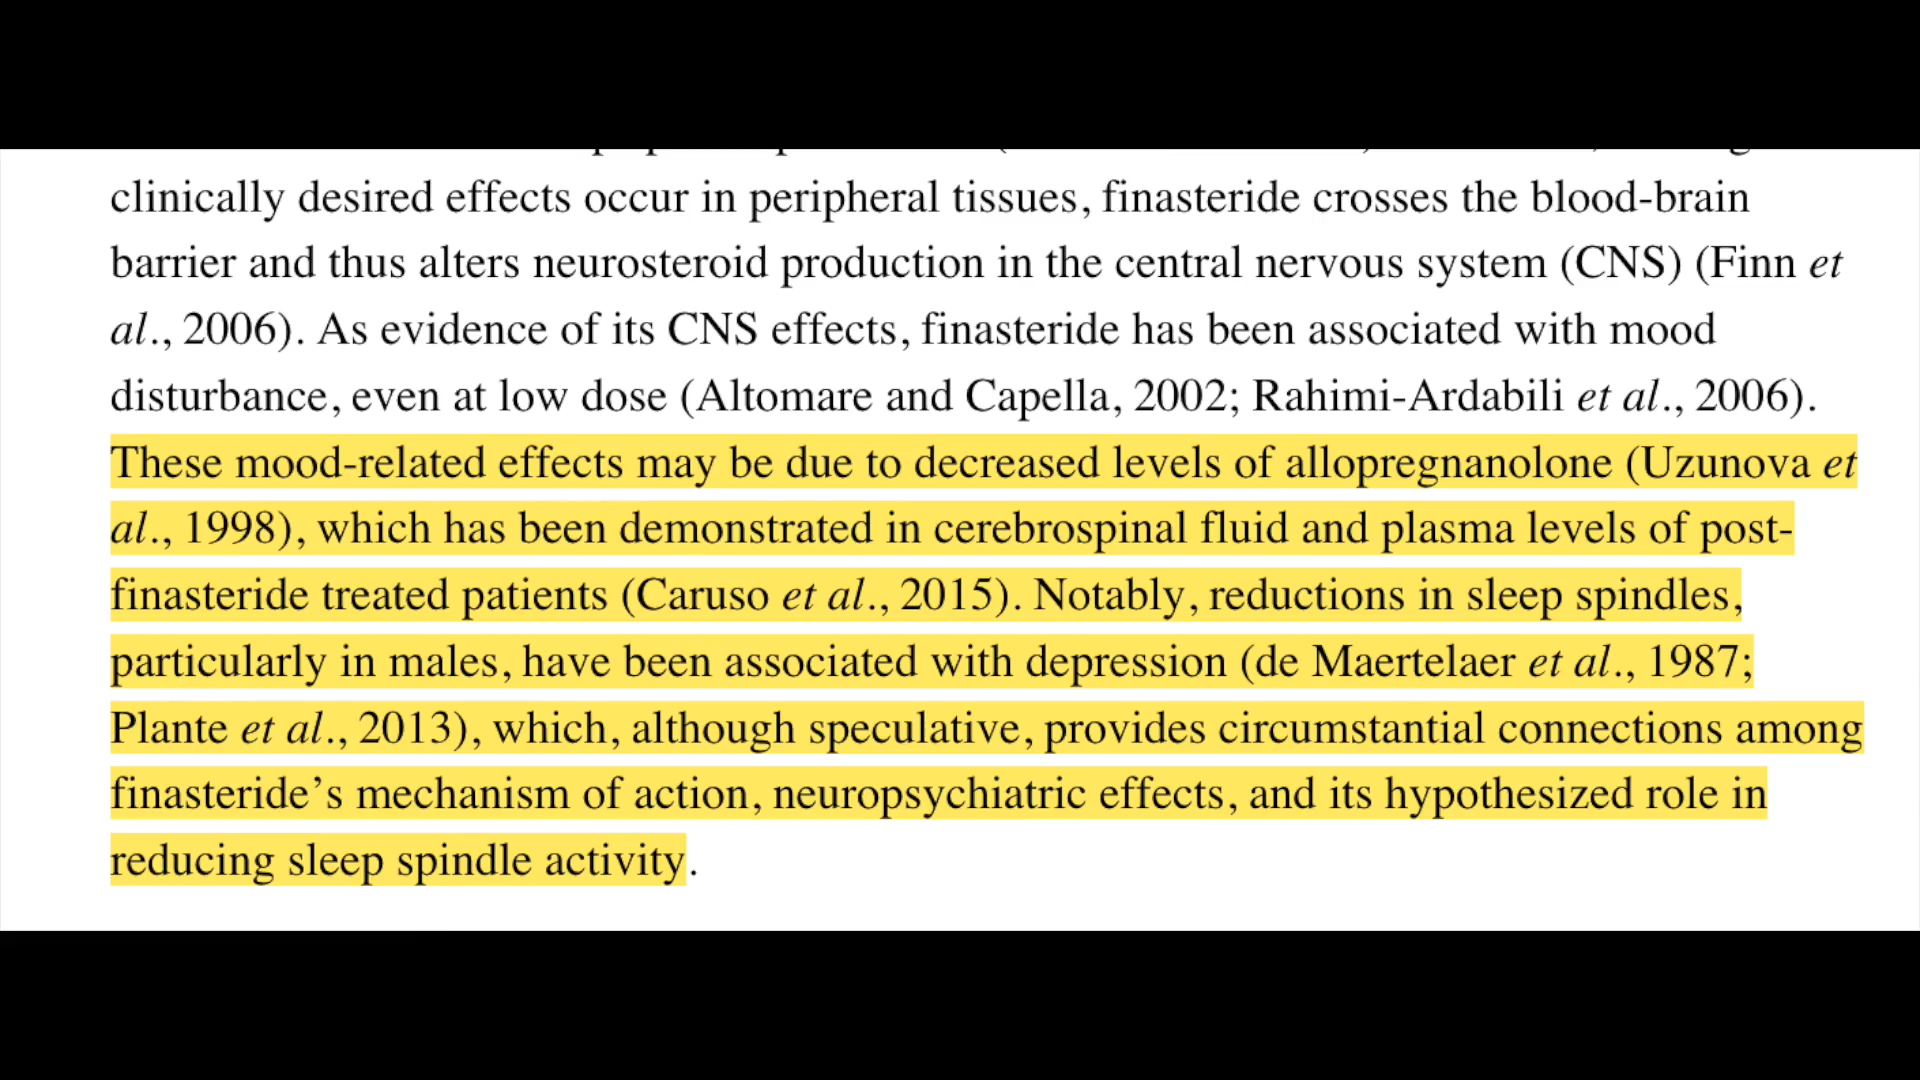 clinically desired effects occur in peripheral tissues, finasteride crosses the blood-brain
barrier and thus alters neurosteroid production in the central nervous system (CNS) (Finn et
al., 2006). As evidence of its CNS effects, finasteride has been associated with mood
disturbance, even at low dose (Altomare and Capella, 2002; Rahimi-Ardabili et al., 2006).
These mood-related effects may be due to decreased levels of allopregnanolone (Uzunova et
al., 1998), which has been demonstrated in cerebrospinal fluid and plasma levels of post-
finasteride treated patients (Caruso et al., 2015). Notably, reductions in sleep spindles,
particularly in males, have been associated with depression (de Maertelaer et al., 1987;
Plante et al., 2013), which, although speculative, provides circumstantial connections among
finasteride’s mechanism of action, neuropsychiatric effects, and its hypothesized role in
reducing sleep spindle activity.